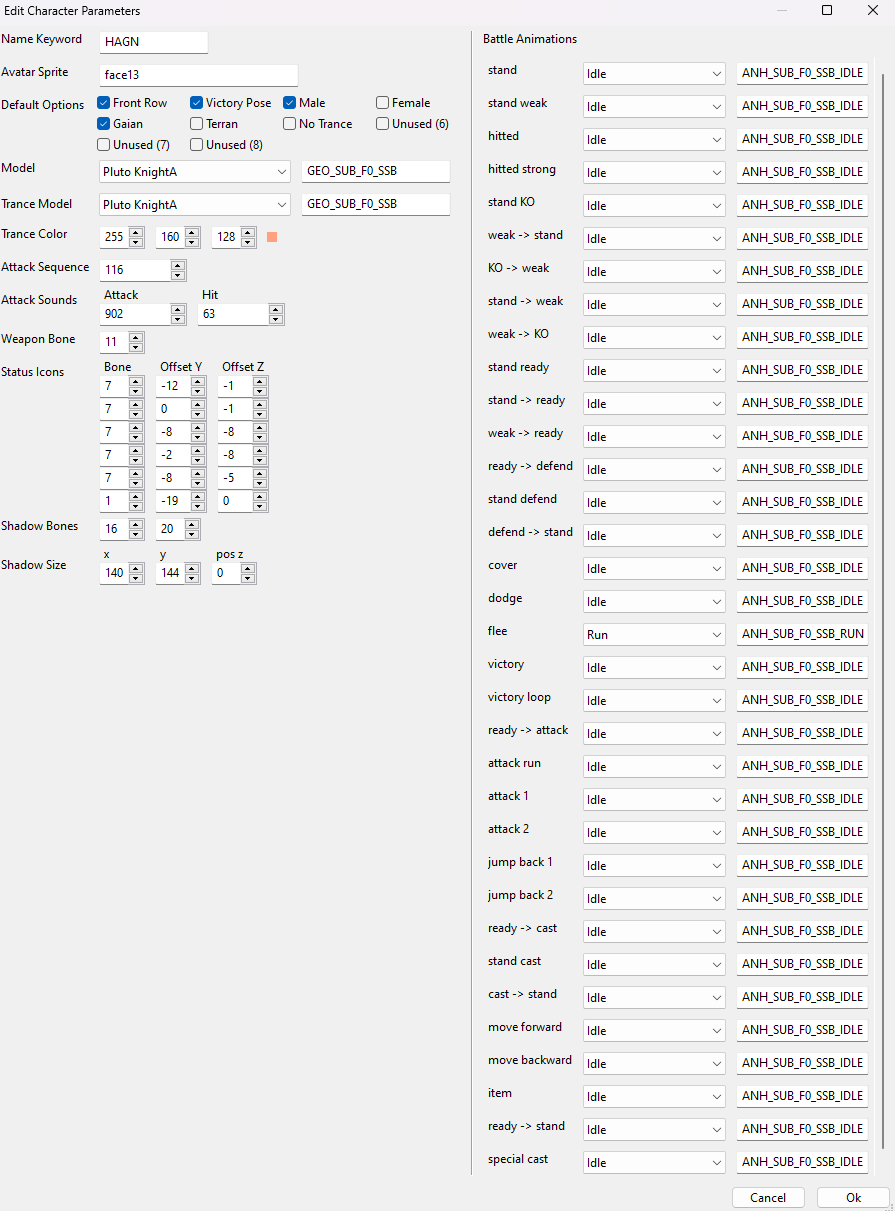 Edit Character Parameters
Name Keyword HAGN
Avatar Sprite face13
Default Options Front Row Victory Pose Male Female
Gaian Terran No Trance Unused (6)
Unused (7) Unused (8)
Model Pluto KnightA GEO_SUB_F0_SSB
Trance Model Pluto KnightA GEO_SUB_F0_SSB
Trance Color 255 160 128
Attack Sequence 116
Attack Sounds Attack Hit
902 63
Weapon Bone 11
Status Icons Bone Offset Y Offset Z
7 -12 -1
7 0 -1
7 -8 -8
7 -2 -8
7 -8 -5
1 -19 0
Shadow Bones 16 20
Shadow Size x y pos z
140 144 0
Battle Animations
stand Idle ANH_SUB_F0_SSB_IDLE
stand weak Idle ANH_SUB_F0_SSB_IDLE
hitted Idle ANH_SUB_F0_SSB_IDLE
hitted strong Idle ANH_SUB_F0_SSB_IDLE
stand KO Idle ANH_SUB_F0_SSB_IDLE
weak -> stand Idle ANH_SUB_F0_SSB_IDLE
KO -> weak Idle ANH_SUB_F0_SSB_IDLE
stand -> weak Idle ANH_SUB_F0_SSB_IDLE
weak -> KO Idle ANH_SUB_F0_SSB_IDLE
stand ready Idle ANH_SUB_F0_SSB_IDLE
stand -> ready Idle ANH_SUB_F0_SSB_IDLE
weak -> ready Idle ANH_SUB_F0_SSB_IDLE
ready -> defend Idle ANH_SUB_F0_SSB_IDLE
stand defend Idle ANH_SUB_F0_SSB_IDLE
defend -> stand Idle ANH_SUB_F0_SSB_IDLE
cover Idle ANH_SUB_F0_SSB_IDLE
dodge Idle ANH_SUB_F0_SSB_IDLE
flee Run ANH_SUB_F0_SSB_RUN
victory Idle ANH_SUB_F0_SSB_IDLE
victory loop Idle ANH_SUB_F0_SSB_IDLE
ready -> attack Idle ANH_SUB_F0_SSB_IDLE
attack run Idle ANH_SUB_F0_SSB_IDLE
attack 1 Idle ANH_SUB_F0_SSB_IDLE
attack 2 Idle ANH_SUB_F0_SSB_IDLE
jump back 1 Idle ANH_SUB_F0_SSB_IDLE
jump back 2 Idle ANH_SUB_F0_SSB_IDLE
ready -> cast Idle ANH_SUB_F0_SSB_IDLE
stand cast Idle ANH_SUB_F0_SSB_IDLE
cast -> stand Idle ANH_SUB_F0_SSB_IDLE
move forward Idle ANH_SUB_F0_SSB_IDLE
move backward Idle ANH_SUB_F0_SSB_IDLE
item Idle ANH_SUB_F0_SSB_IDLE
ready -> stand Idle ANH_SUB_F0_SSB_IDLE
special cast Idle ANH_SUB_F0_SSB_IDLE
Cancel Ok